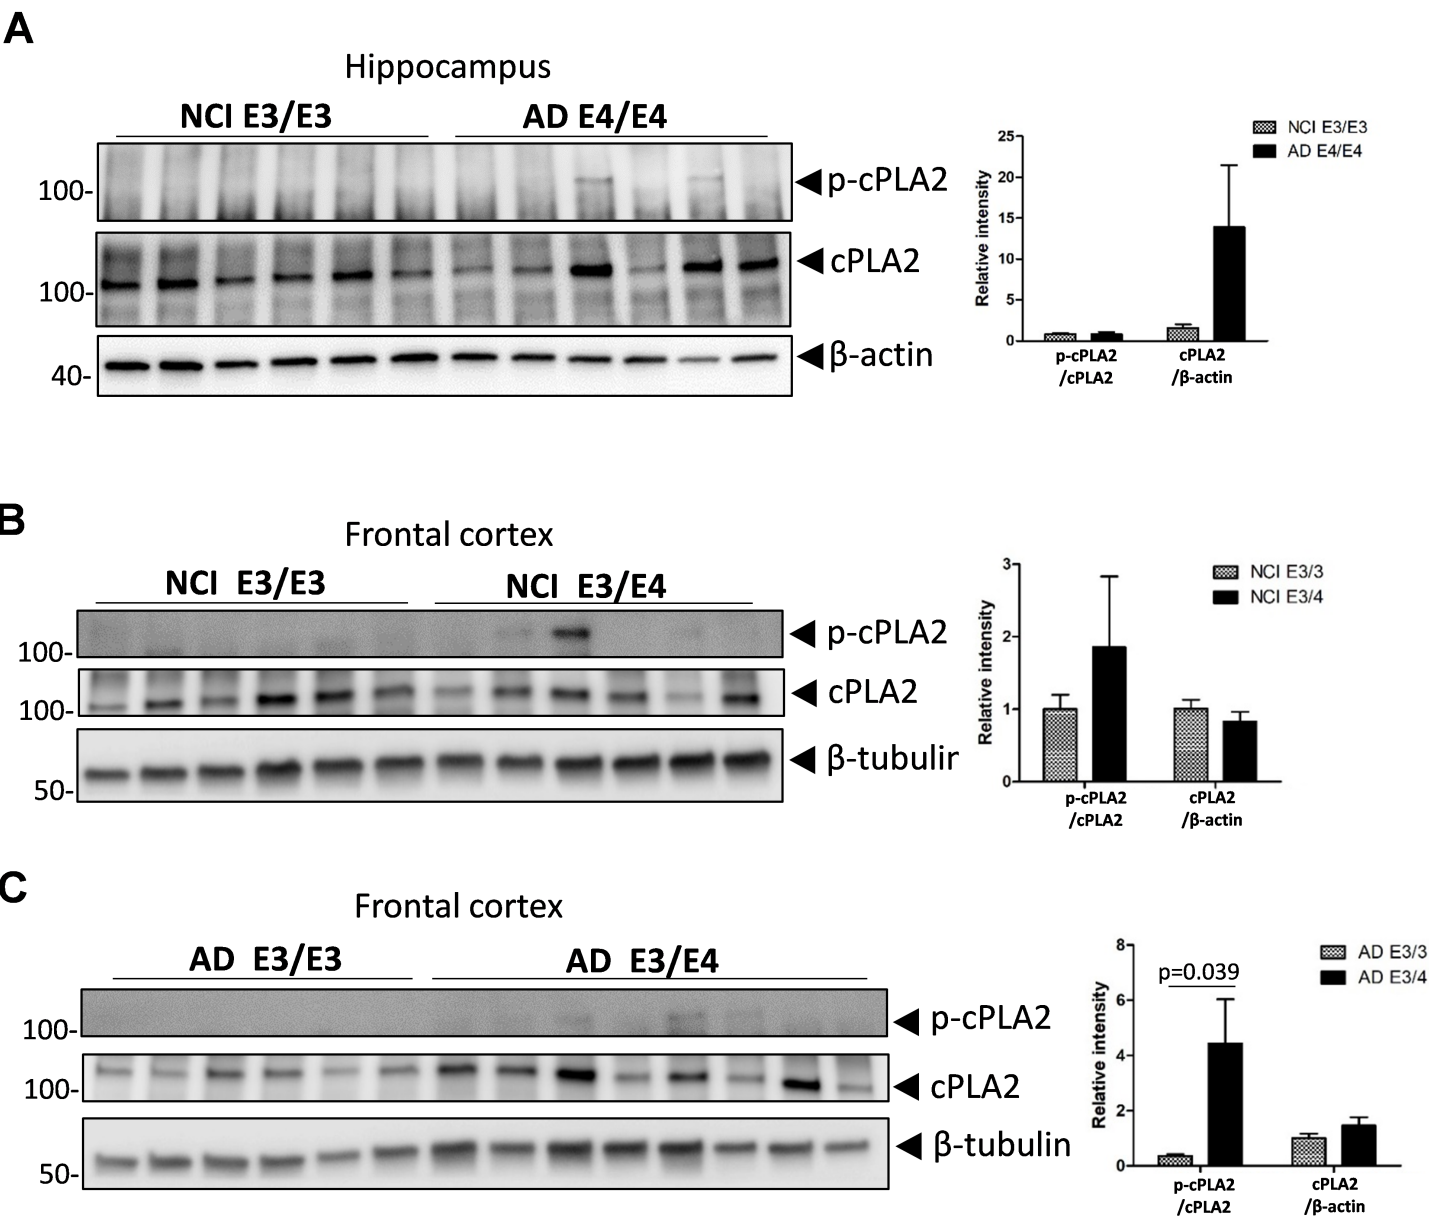 A
Hippocampus
NCI E3/E3
AD E4/E4
100-
p-cPLA2
100-
cPLA2
40-
β-actin
NCI E3/E3
AD E4/E4
Relative intensity
25
20
15
10
5
0
p-cPLA2
/cPLA2
cPLA2
/β-actin
B
Frontal cortex
NCI E3/E3
NCI E3/E4
100-
p-cPLA2
100-
cPLA2
50-
β-tubulir
NCI E3/3
NCI E3/4
Relative intensity
3
2
1
0
p-cPLA2
/cPLA2
cPLA2
/β-actin
C
Frontal cortex
AD E3/E3
AD E3/E4
100-
p-cPLA2
100-
cPLA2
50-
β-tubulin
AD E3/3
AD E3/4
p=0.039
Relative intensity
8
6
4
2
0
p-cPLA2
/cPLA2
cPLA2
/β-actin